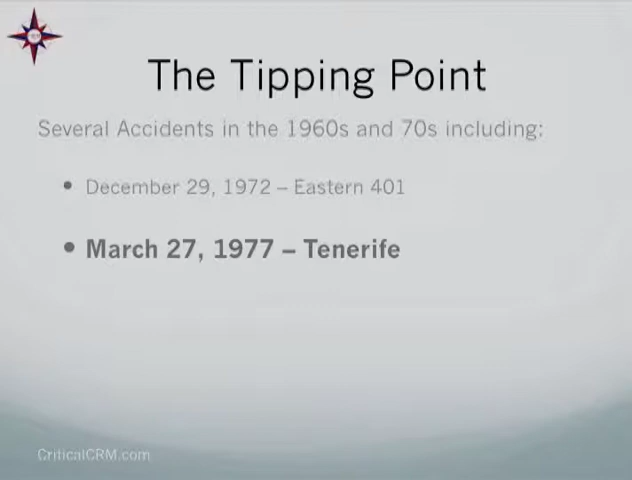 The Tipping Point
Several Accidents in the 1960s and 70s including:
• December 29, 1972 – Eastern 401
• March 27, 1977 – Tenerife
CriticalCRM.com